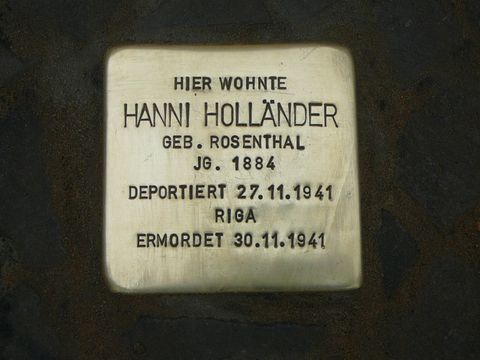 HIER WOHNTE
HANNI HOLLÄNDER
GEB. ROSENTHAL
JG. 1884
DEPORTIERT 27.11.1941
RIGA
ERMORDET 30.11.1941